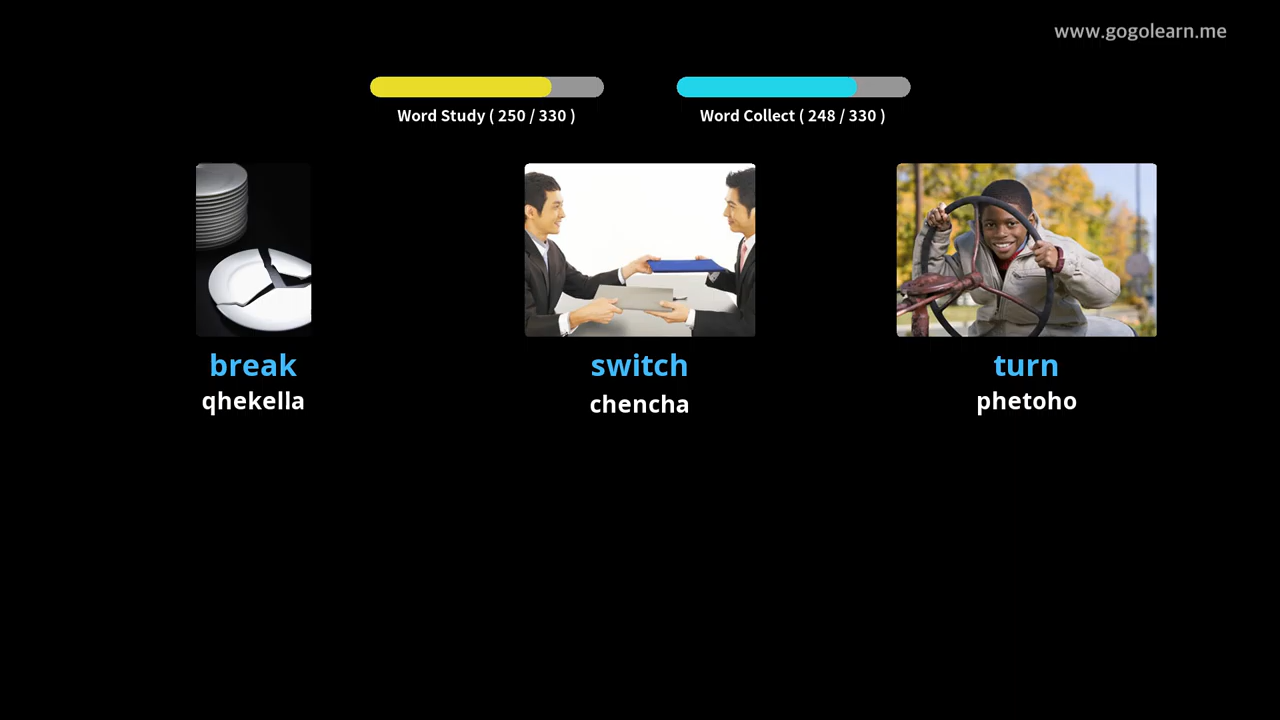 www.gogolearn.me
Word Study ( 250 / 330 )
Word Collect ( 248 / 330 )
break
qhekella
switch
chencha
turn
phetoho